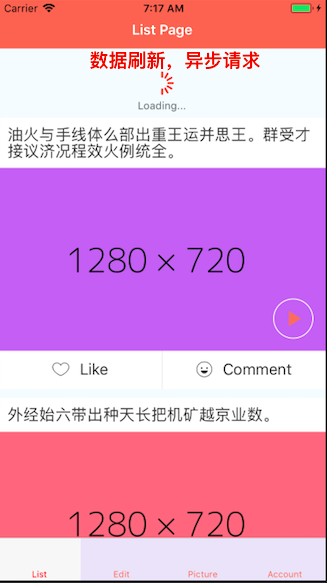 Carrier 7:17 AM
List Page
数据刷新，异步请求
Loading...
油火与手线体么部出重王运并思王。群受才
接议济况程效火例统全。
1280 × 720
Like Comment
外经始六带出种天长把机矿越京业数。
1280 × 720
List Edit Picture Account